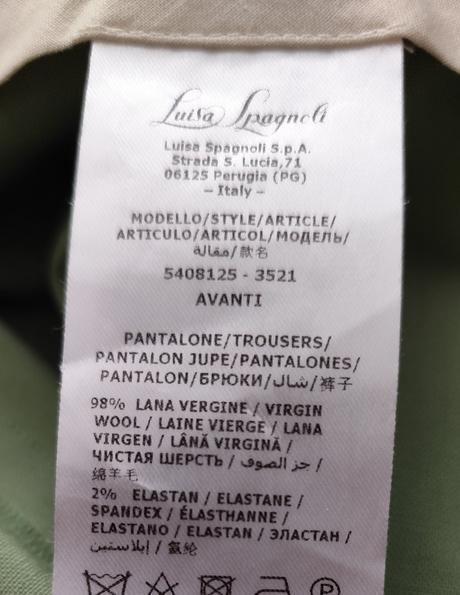 Luisa Spagnoli
Luisa Spagnoli S.p.A.
Strada S. Lucia,71
06125 Perugia (PG)
– Italy –
MODELLO/STYLE/ARTICLE/
ARTICULO/ARTICOL/МОДЕЛЬ/
مقالة/款名
5408125 - 3521
AVANTI
PANTALONE/TROUSERS/
PANTALON JUPE/PANTALONES/
PANTALON/БРЮКИ/شال/裤子
98% LANA VERGINE / VIRGIN
WOOL / LAINE VIERGE / LANA
VIRGEN / LÂNĂ VIRGINĂ /
ЧИСТАЯ ШЕРСТЬ / جز الصوف /
绵羊毛
2% ELASTAN / ELASTANE /
SPANDEX / ÉLASTHANNE /
ELASTANO / ELASTAN / ЭЛАСТАН /
إيلاستين / 氨纶
P